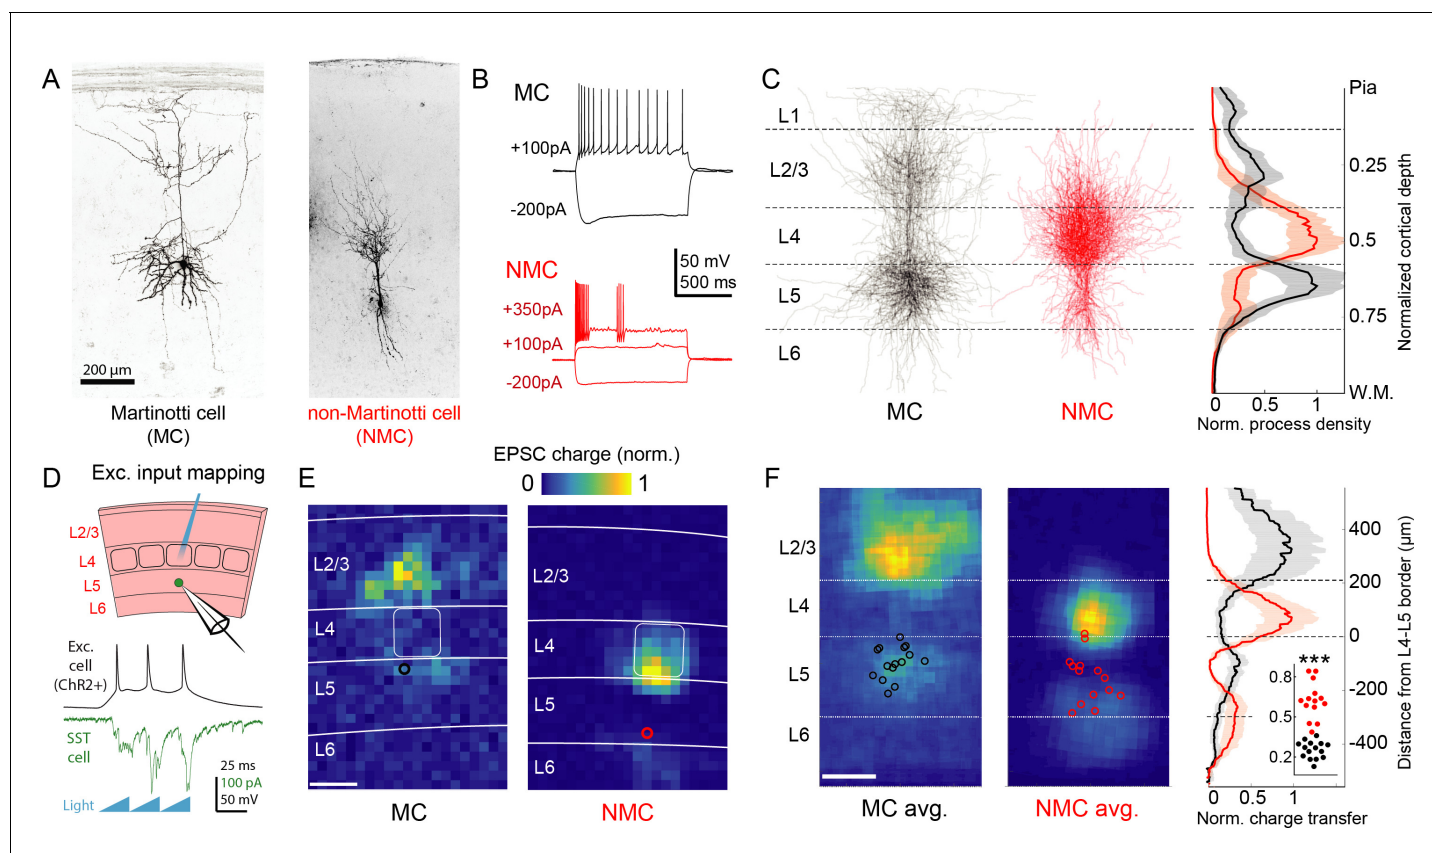 A
200 µm
Martinotti cell
(MC)
non-Martinotti cell
(NMC)
B
MC
+100pA
-200pA
50 mV
500 ms
NMC
+350pA
+100pA
-200pA
C
L1
L2/3
L4
L5
L6
MC
NMC
Pia
0.25
0.5
0.75
W.M.
Normalized cortical depth
0 0.5 1
Norm. process density
D
Exc. input mapping
L2/3
L4
L5
L6
Exc.
cell
(ChR2+)
SST
cell
25 ms
100 pA
50 mV
Light
E
EPSC charge (norm.)
0 1
L2/3
L4
L5
L6
MC
L2/3
L4
L5
L6
NMC
F
L2/3
L4
L5
L6
MC avg.
NMC avg.
400
200
0
-200
-400
Distance from L4-L5 border (µm)
***
0.8
0.5
0.2
0 0.5 1
Norm. charge transfer